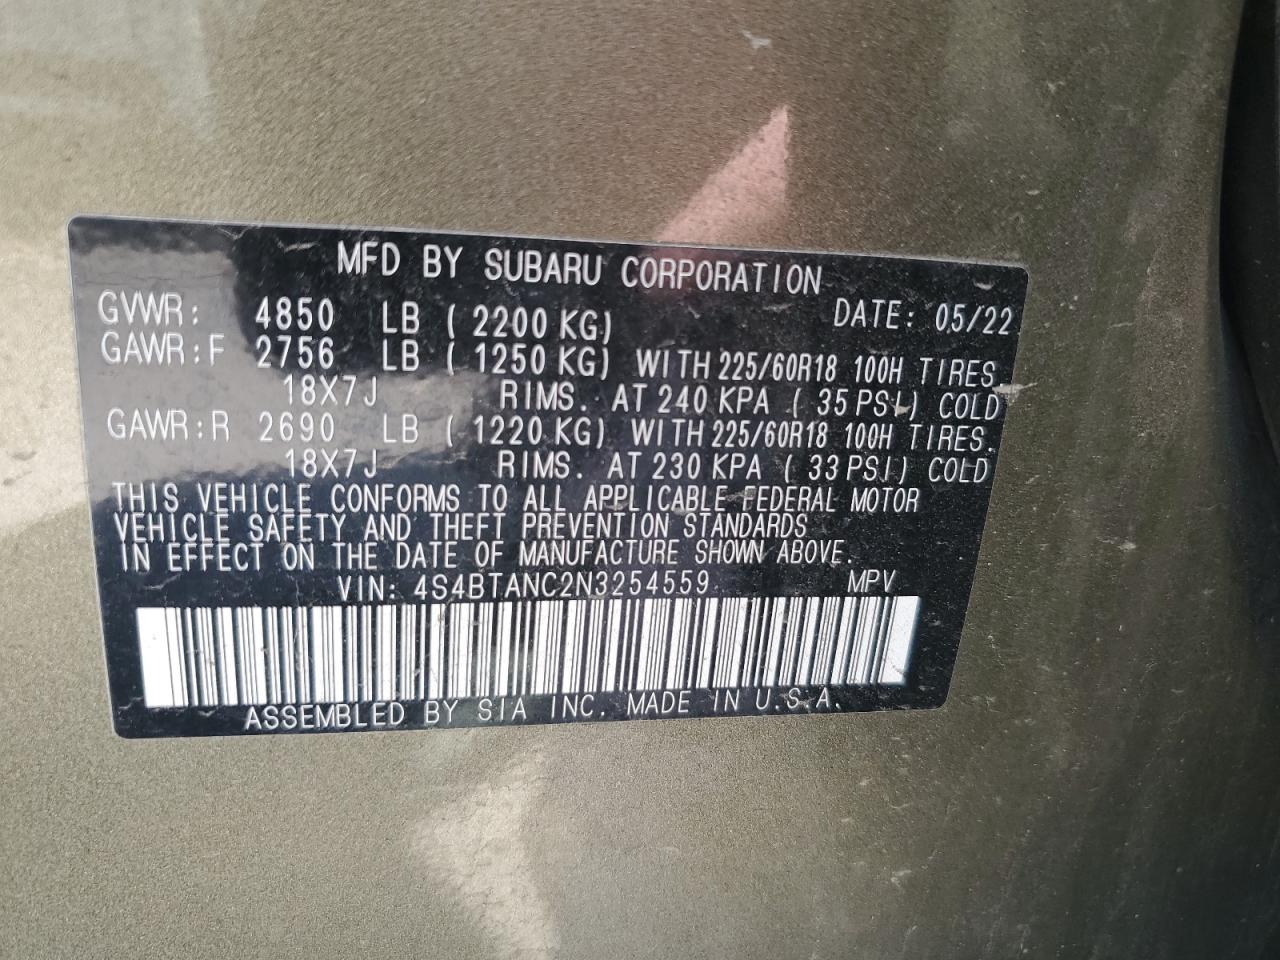 MFD BY SUBARU CORPORATION
GVWR: 4850 LB ( 2200 KG) DATE: 05/22
GAWR:F 2756 LB ( 1250 KG) WITH 225/60R18 100H TIRES
18X7J RIMS. AT 240 KPA ( 35 PSI) COLD
GAWR:R 2690 LB ( 1220 KG) WITH 225/60R18 100H TIRES.
18X7J RIMS. AT 230 KPA ( 33 PSI) COLD
THIS VEHICLE CONFORMS TO ALL APPLICABLE FEDERAL MOTOR
VEHICLE SAFETY AND THEFT PREVENTION STANDARDS
IN EFFECT ON THE DATE OF MANUFACTURE SHOWN ABOVE.
VIN: 4S4BTANC2N3254559 MPV
ASSEMBLED BY SIA INC. MADE IN U.S.A.